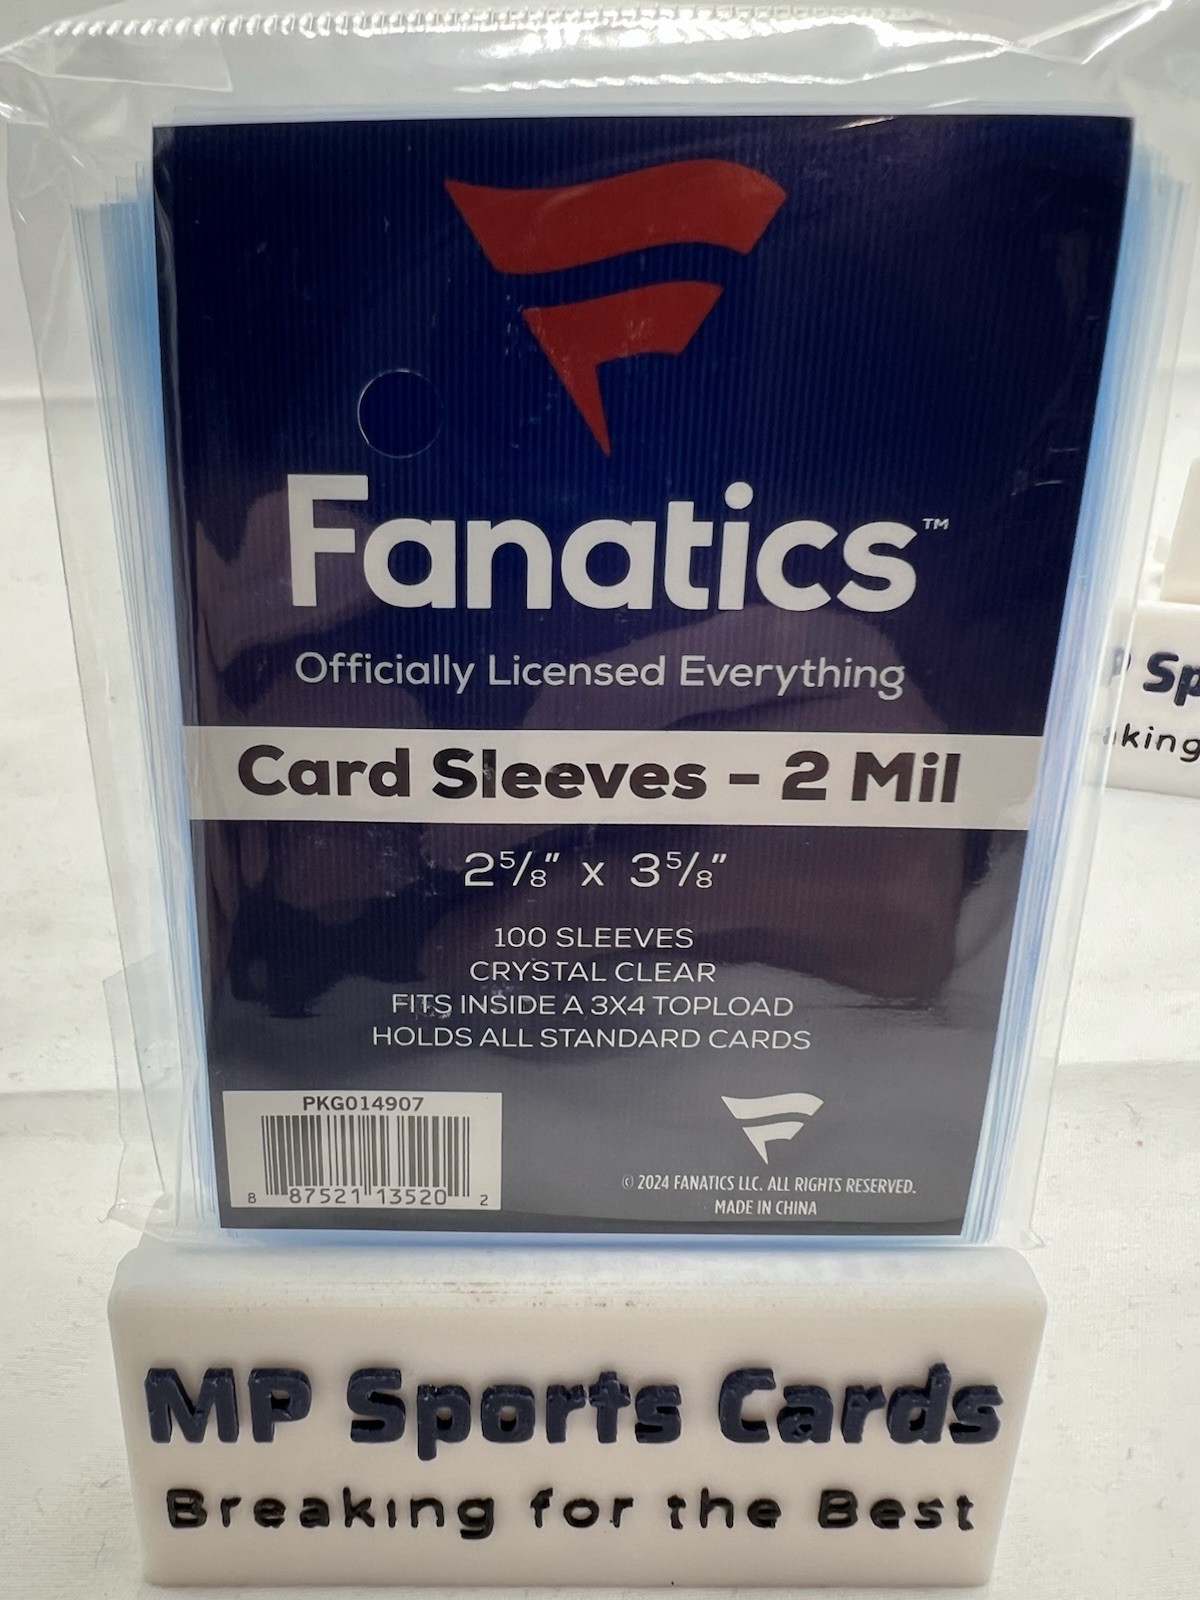 Fanatics™
Officially Licensed Everything
Card Sleeves - 2 Mil
2⅝" x 3⅝"
100 SLEEVES
CRYSTAL CLEAR
FITS INSIDE A 3X4 TOPLOAD
HOLDS ALL STANDARD CARDS
PKG014907
8 87521 13520 2
© 2024 FANATICS LLC. ALL RIGHTS RESERVED.
MADE IN CHINA
MP Sports Cards
Breaking for the Best